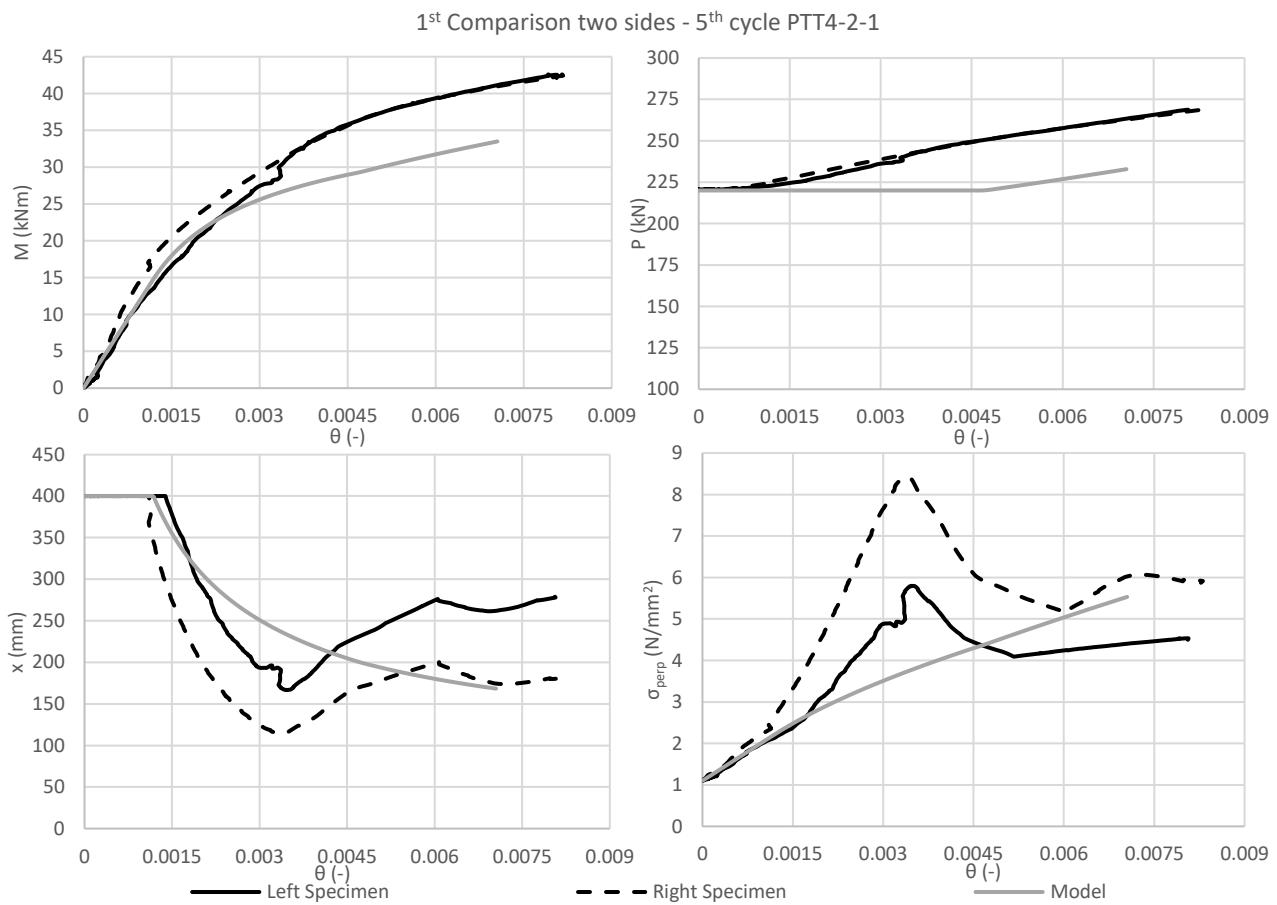 1st Comparison two sides - 5th cycle PTT4-2-1
45
40
35
30
25
20
15
10
5
0
M (kNm)
0 0.0015 0.003 0.0045 0.006 0.0075 0.009
θ (-)
300
275
250
225
200
175
150
125
100
P (kN)
0 0.0015 0.003 0.0045 0.006 0.0075 0.009
θ (-)
450
400
350
300
250
200
150
100
50
0
x (mm)
0 0.0015 0.003 0.0045 0.006 0.0075 0.009
θ (-)
9
8
7
6
5
4
3
2
1
0
σperp (N/mm²)
0 0.0015 0.003 0.0045 0.006 0.0075 0.009
θ (-)
Left Specimen Right Specimen Model